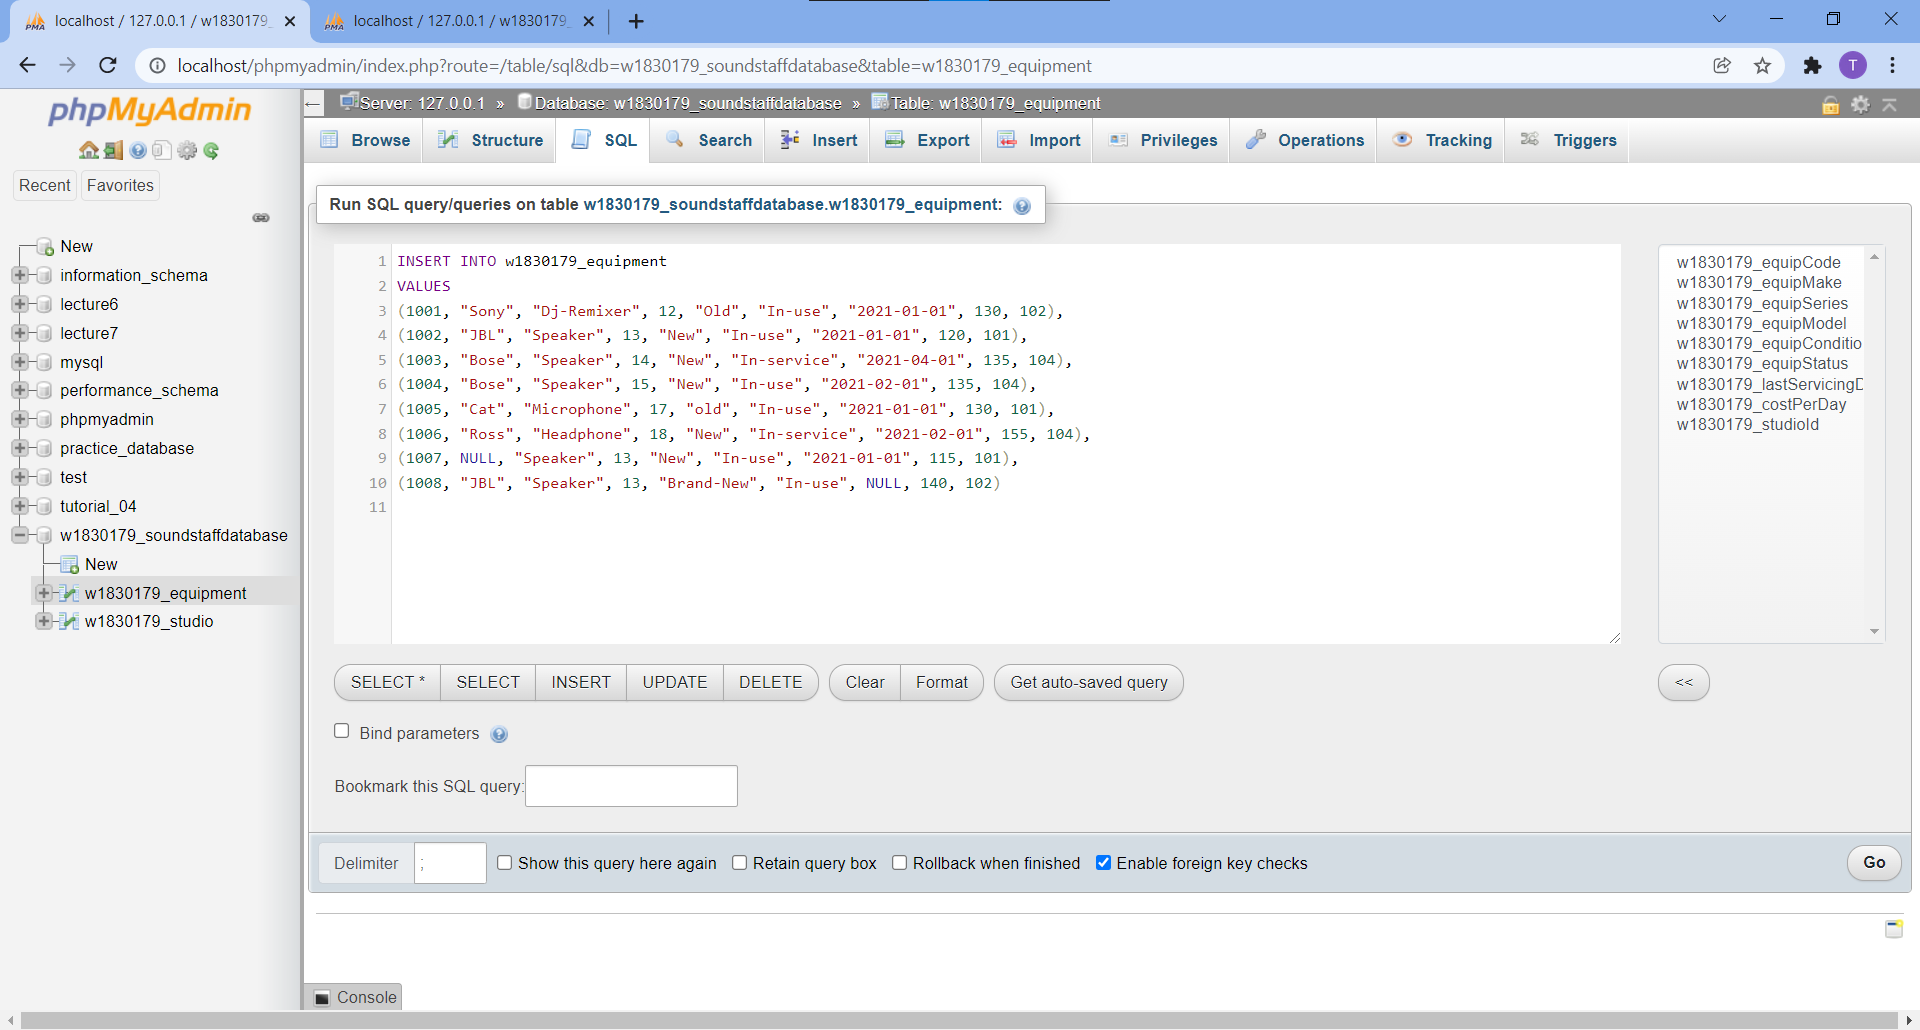 localhost / 127.0.0.1 / w1830179_
localhost / 127.0.0.1 / w1830179_
localhost/phpmyadmin/index.php?route=/table/sql&db=w1830179_soundstaffdatabase&table=w1830179_equipment
T
phpMyAdmin
Recent
Favorites
New
information_schema
lecture6
lecture7
mysql
performance_schema
phpmyadmin
practice_database
test
tutorial_04
w1830179_soundstaffdatabase
New
w1830179_equipment
w1830179_studio
Server: 127.0.0.1 » Database: w1830179_soundstaffdatabase » Table: w1830179_equipment
Browse
Structure
SQL
Search
Insert
Export
Import
Privileges
Operations
Tracking
Triggers
Run SQL query/queries on table w1830179_soundstaffdatabase.w1830179_equipment:
1 INSERT INTO w1830179_equipment
2 VALUES
3 (1001, "Sony", "Dj-Remixer", 12, "Old", "In-use", "2021-01-01", 130, 102),
4 (1002, "JBL", "Speaker", 13, "New", "In-use", "2021-01-01", 120, 101),
5 (1003, "Bose", "Speaker", 14, "New", "In-service", "2021-04-01", 135, 104),
6 (1004, "Bose", "Speaker", 15, "New", "In-use", "2021-02-01", 135, 104),
7 (1005, "Cat", "Microphone", 17, "old", "In-use", "2021-01-01", 130, 101),
8 (1006, "Ross", "Headphone", 18, "New", "In-service", "2021-02-01", 155, 104),
9 (1007, NULL, "Speaker", 13, "New", "In-use", "2021-01-01", 115, 101),
10 (1008, "JBL", "Speaker", 13, "Brand-New", "In-use", NULL, 140, 102)
11
w1830179_equipCode
w1830179_equipMake
w1830179_equipSeries
w1830179_equipModel
w1830179_equipConditio
w1830179_equipStatus
w1830179_lastServicingD
w1830179_costPerDay
w1830179_studioId
SELECT *
SELECT
INSERT
UPDATE
DELETE
Clear
Format
Get auto-saved query
<<
Bind parameters
Bookmark this SQL query:
Delimiter
;
Show this query here again
Retain query box
Rollback when finished
Enable foreign key checks
Go
Console